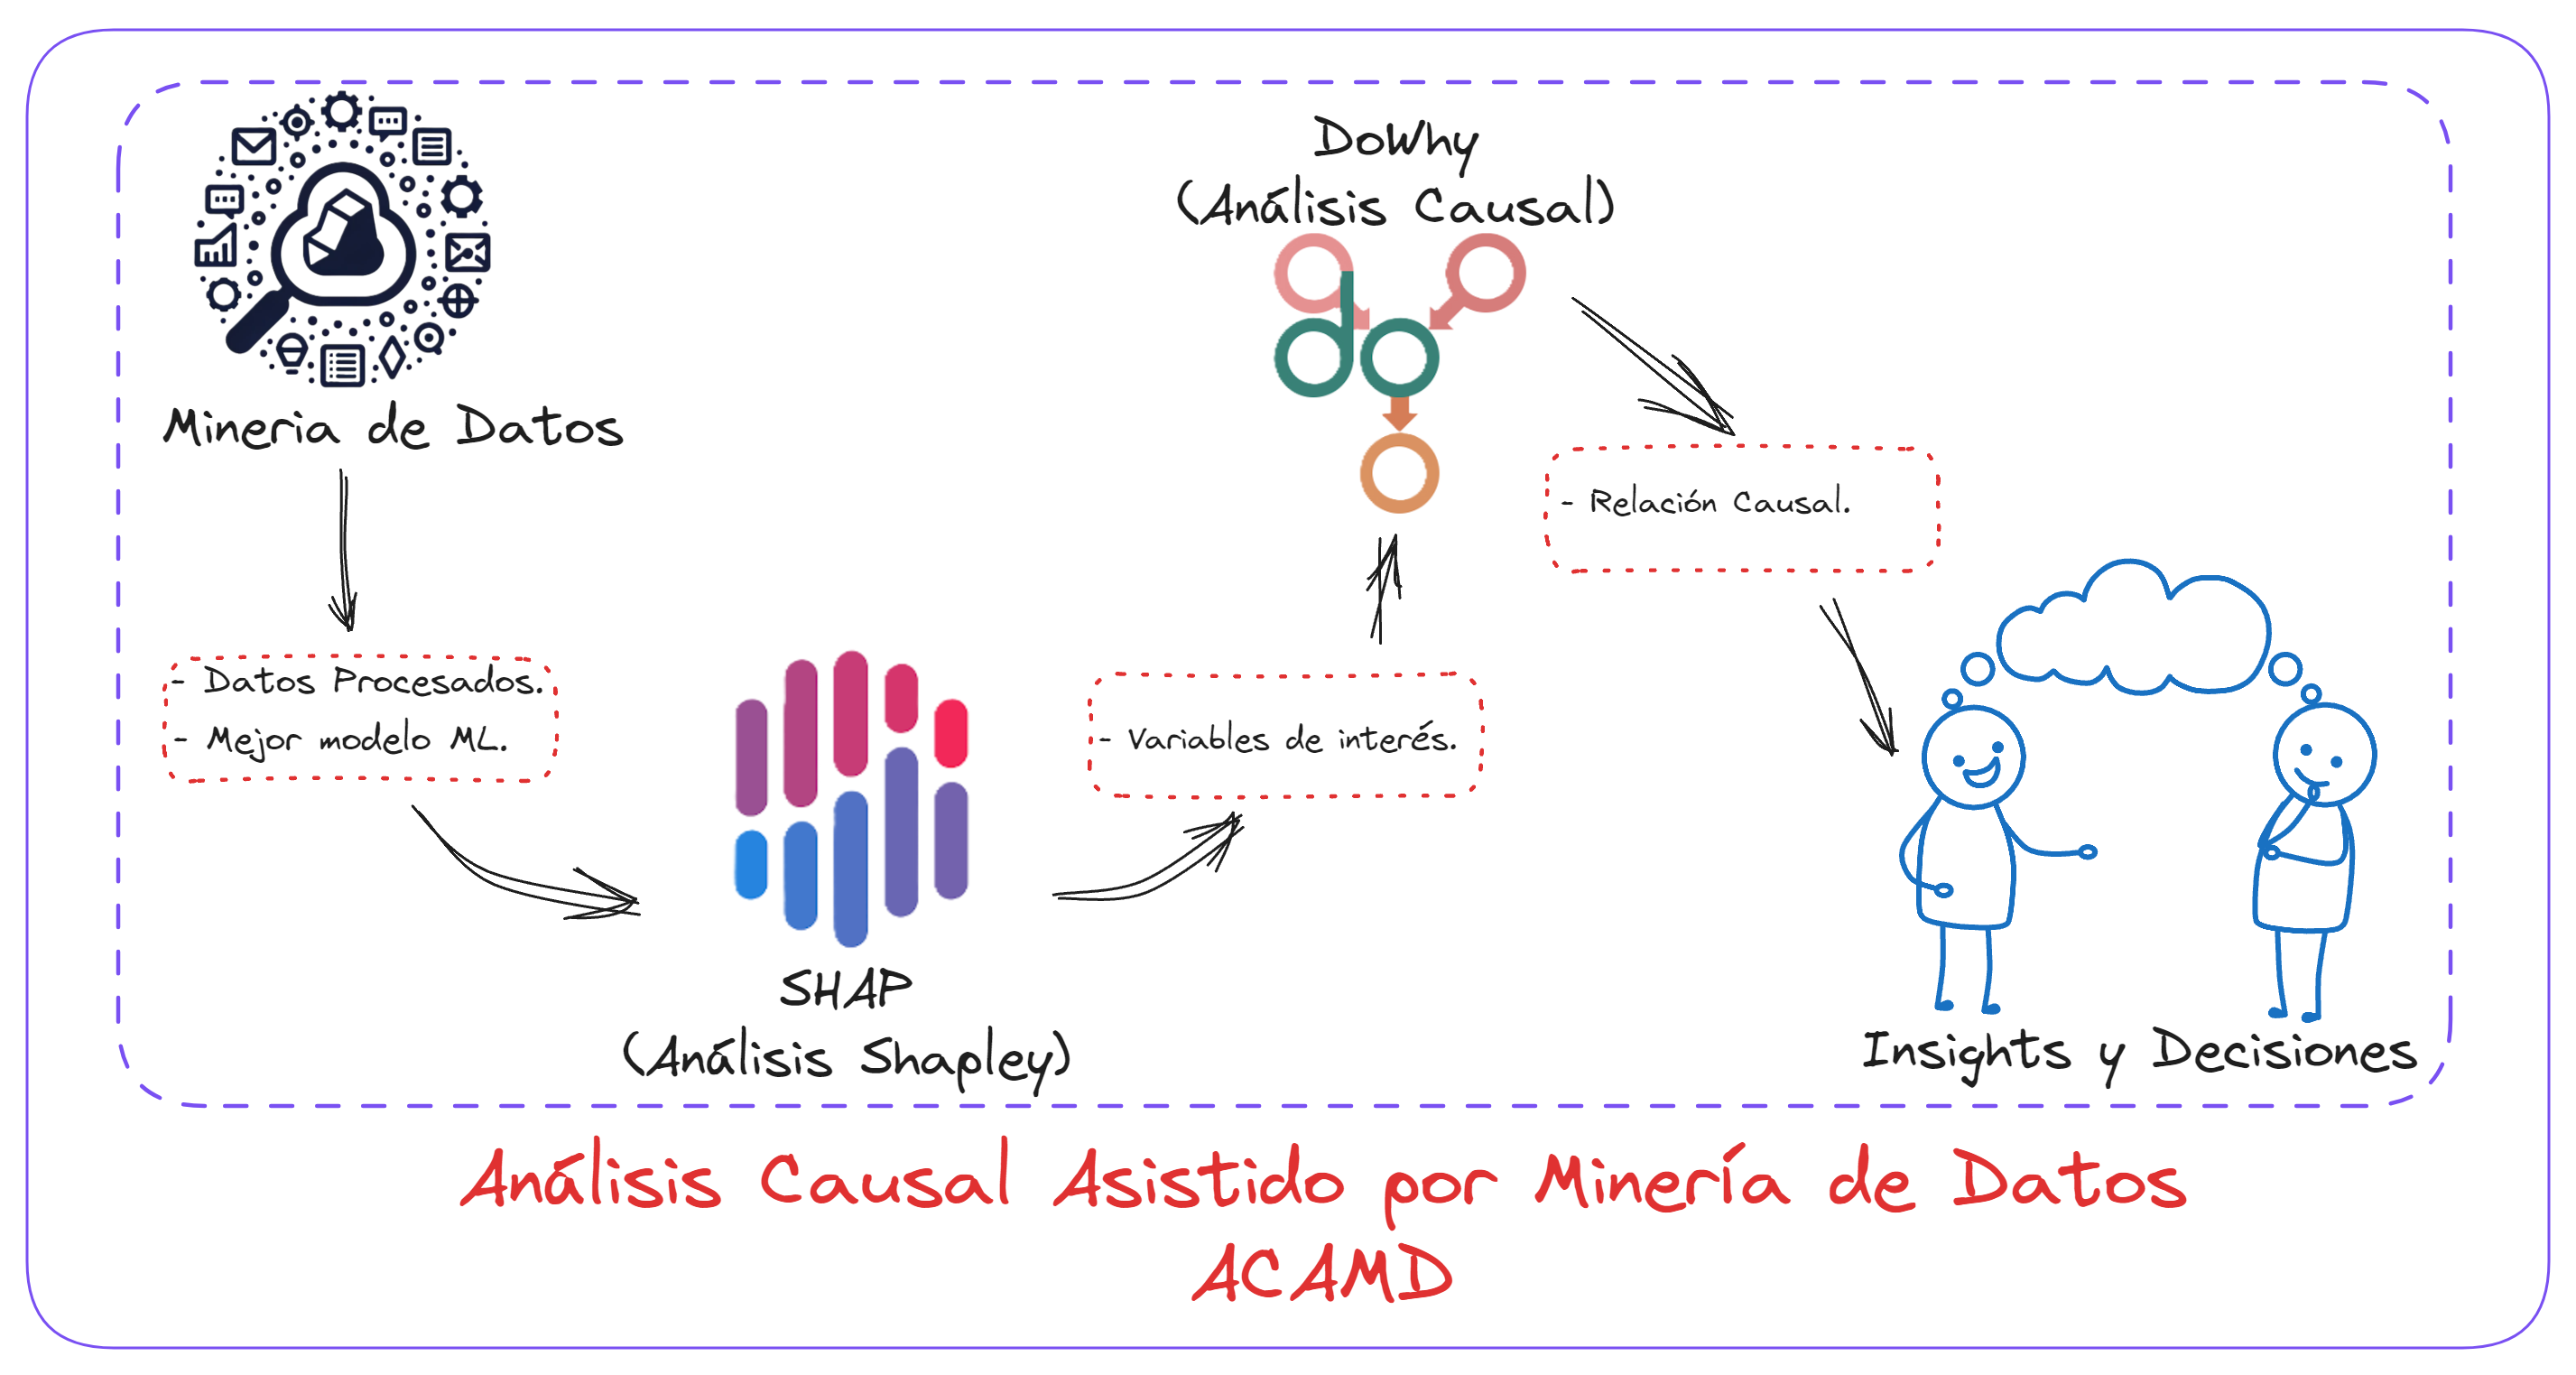 Mineria de Datos
- Datos Procesados.
- Mejor modelo ML.
SHAP
(Análisis Shapley)
- Variables de interés.
DoWhy
(Análisis Causal)
do
- Relación Causal.
Insights y Decisiones
Análisis Causal Asistido por Minería de Datos
ACAMD